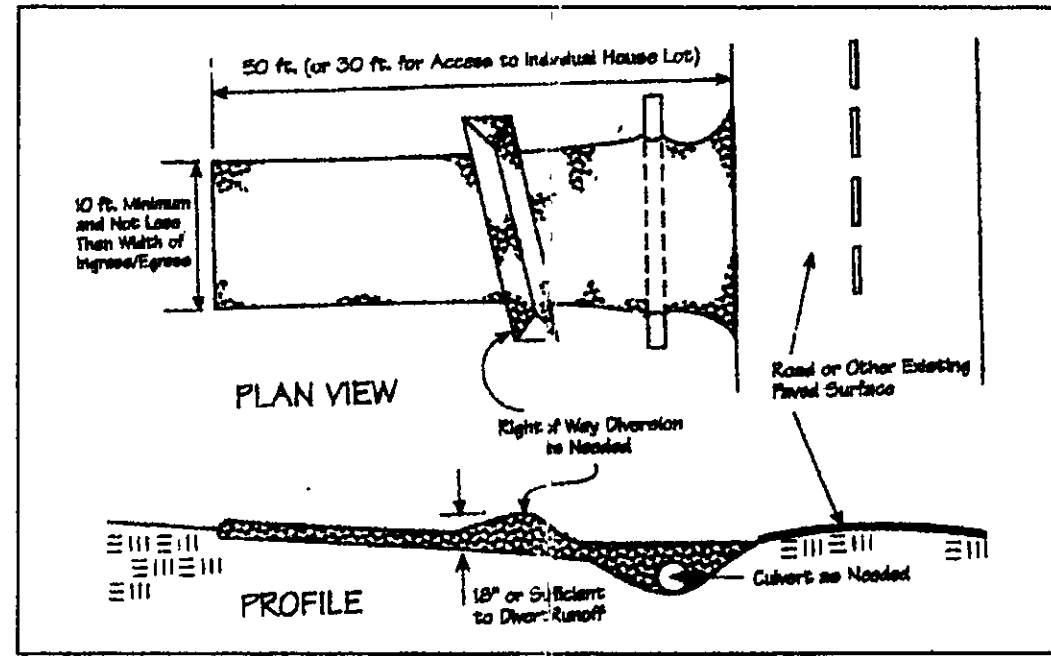 50 ft. (or 30 ft. for Access to Individual House Lot)
10 ft. Minimum
and Not Less
Than Width of
Ingress/Egress
PLAN VIEW
Road or Other Existing
Paved Surface
Right of Way Diversion
as Needed
18" or Sufficient
to Divert Runoff
Culvert as Needed
PROFILE